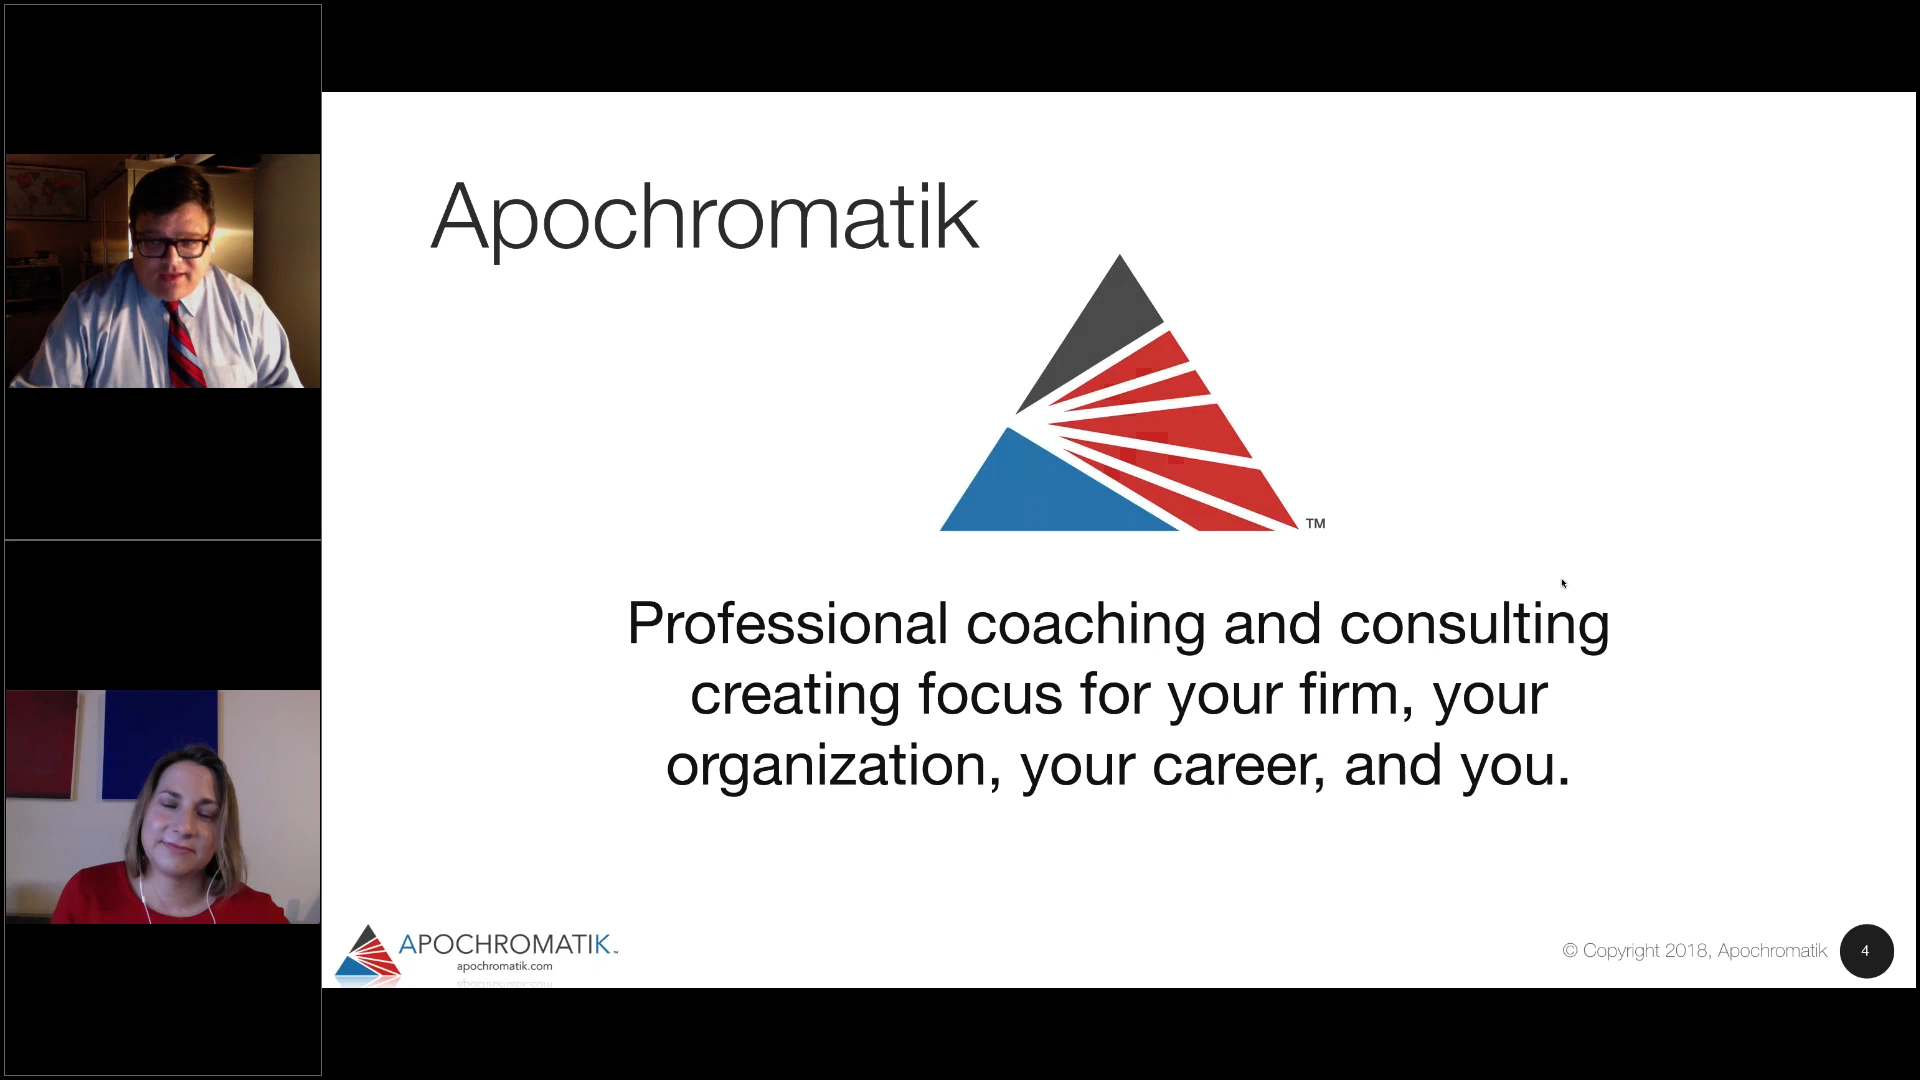 Apochromatik
TM
Professional coaching and consulting
creating focus for your firm, your
organization, your career, and you.
APOCHROMATIK
apochromatik.com
© Copyright 2018, Apochromatik
4